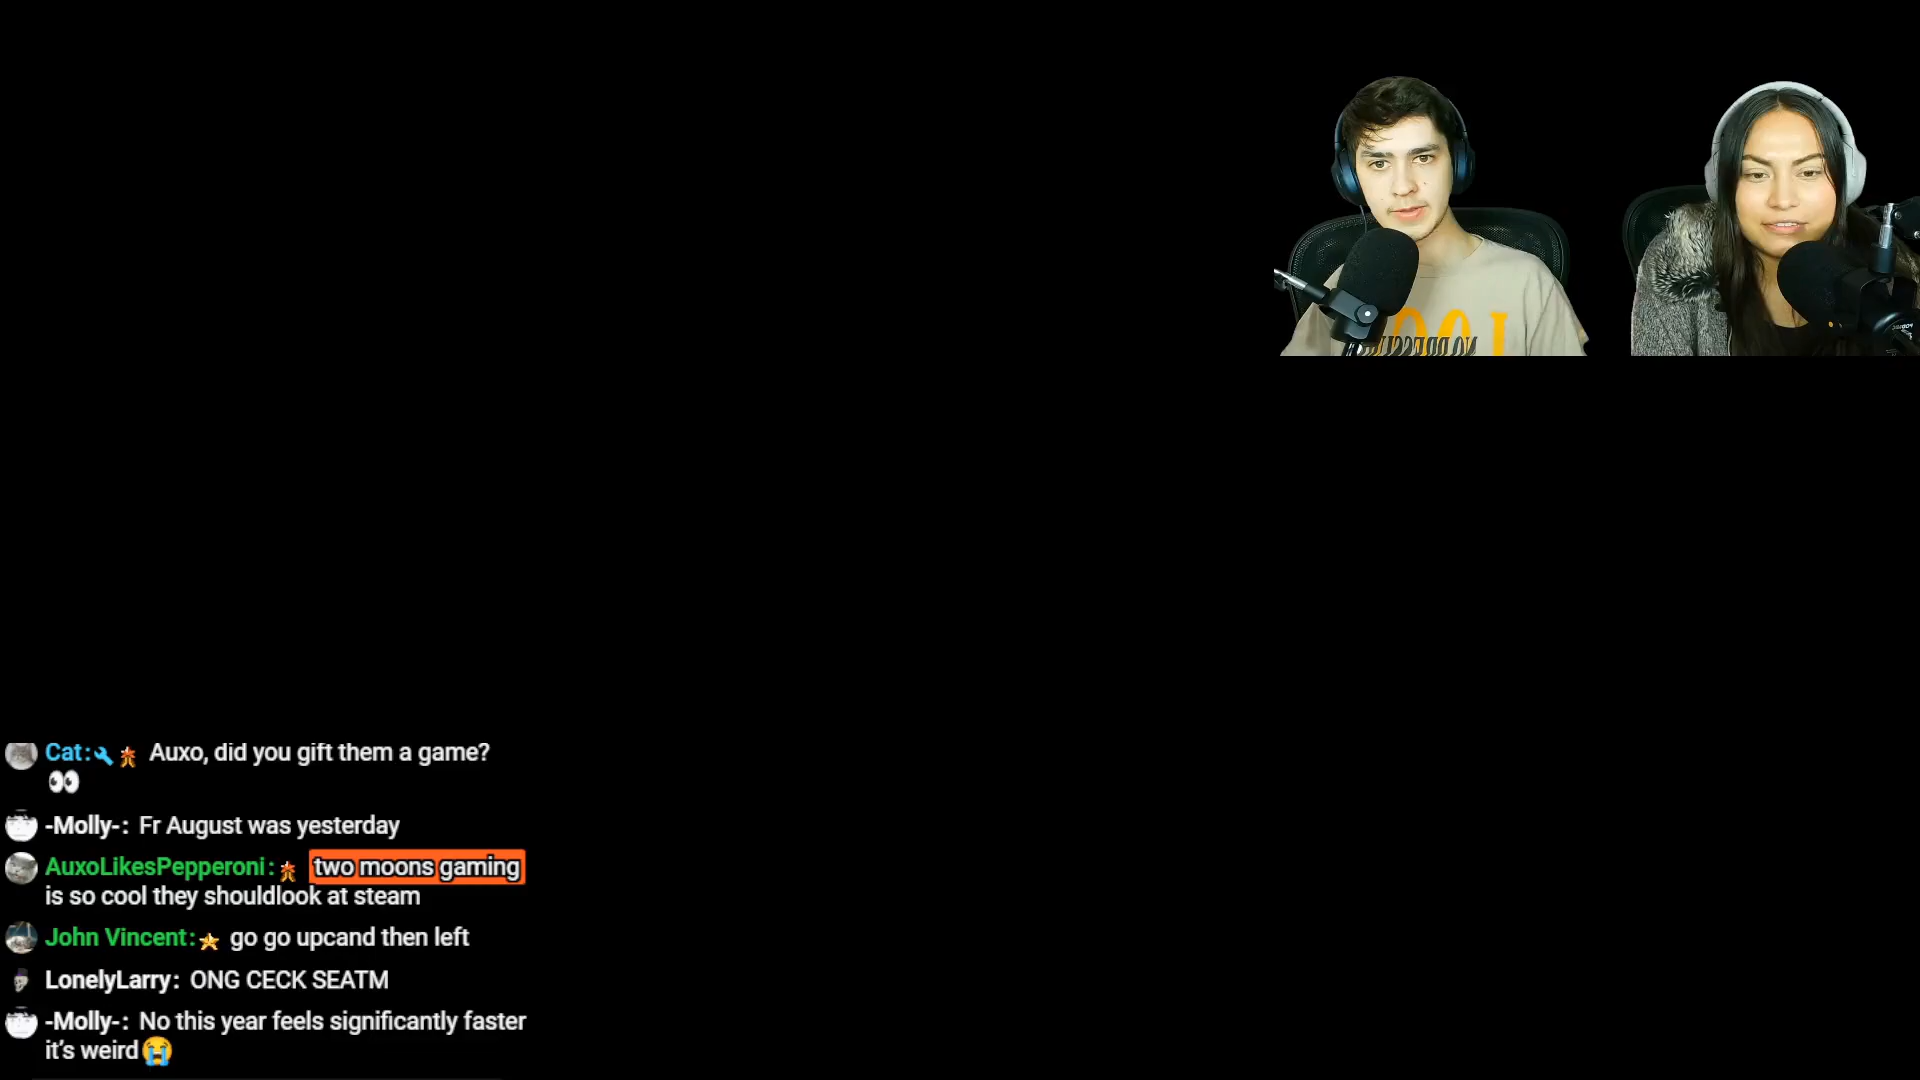 Cat: Auxo, did you gift them a game?
👀
-Molly-: Fr August was yesterday
AuxoLikesPepperoni: two moons gaming
is so cool they shouldlook at steam
John Vincent: go go upcand then left
LonelyLarry: ONG CECK SEATM
-Molly-: No this year feels significantly faster
it's weird😭